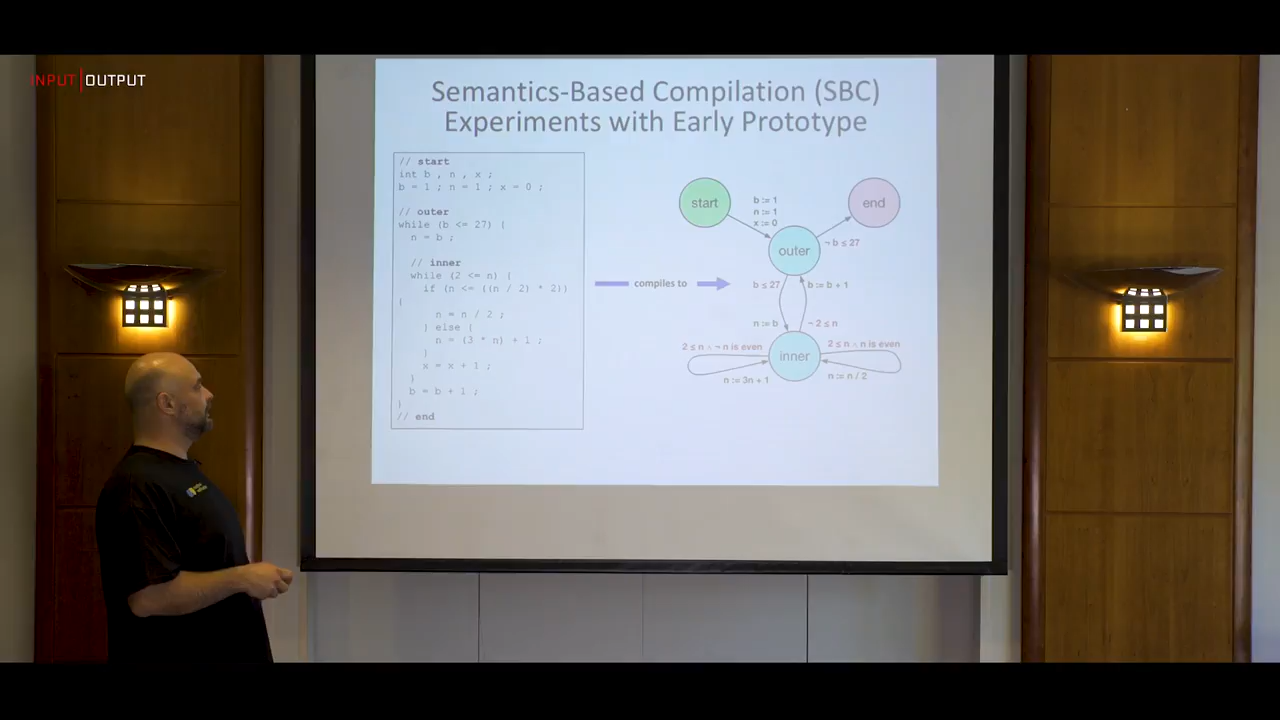 INPUT|OUTPUT
Semantics-Based Compilation (SBC)
Experiments with Early Prototype
// start
int b , n , x ;
b = 1 ; n = 1 ; x = 0 ;
// outer
while (b <= 27) {
n = b ;
// inner
while (2 <= n) {
if (n <= ((n / 2) * 2))
{
n = n / 2 ;
} else {
n = (3 * n) + 1 ;
}
x = x + 1 ;
}
b = b + 1 ;
}
// end
compiles to
start
b := 1
n := 1
x := 0
end
outer
¬ b ≤ 27
b ≤ 27
b := b + 1
n := b
¬ 2 ≤ n
2 ≤ n ∧ ¬ n is even
inner
2 ≤ n ∧ n is even
n := 3n + 1
n := n / 2